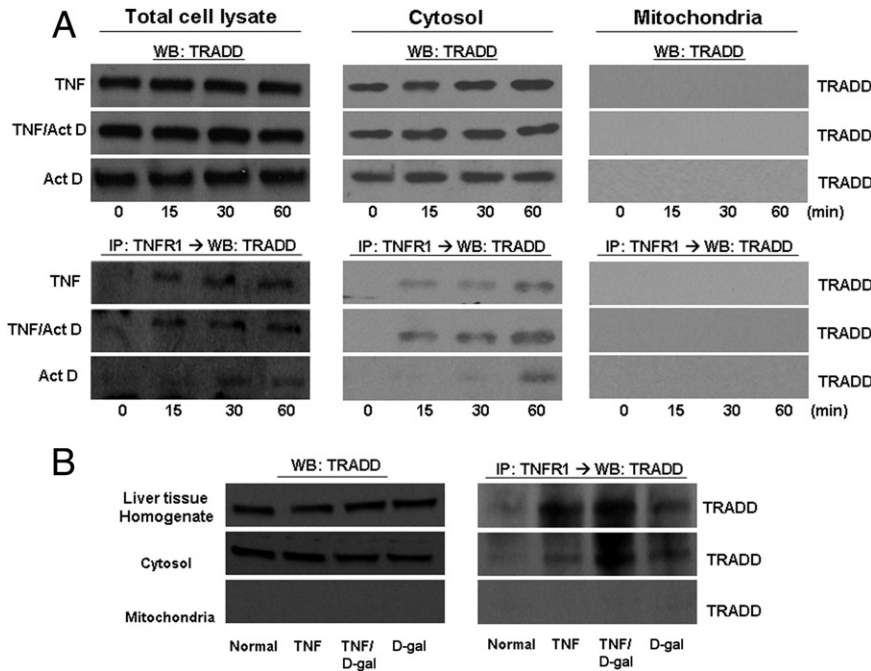 A
Total cell lysate Cytosol Mitochondria
WB: TRADD WB: TRADD WB: TRADD
TNF TRADD
TNF/Act D TRADD
Act D TRADD
0 15 30 60 0 15 30 60 0 15 30 60 (min)
IP: TNFR1 → WB: TRADD IP: TNFR1 → WB: TRADD IP: TNFR1 → WB: TRADD
TNF TRADD
TNF/Act D TRADD
Act D TRADD
0 15 30 60 0 15 30 60 0 15 30 60 (min)
B
WB: TRADD IP: TNFR1 → WB: TRADD
Liver tissue
Homogenate TRADD
Cytosol TRADD
Mitochondria TRADD
Normal TNF TNF/ D-gal Normal TNF TNF/ D-gal
D-gal D-gal